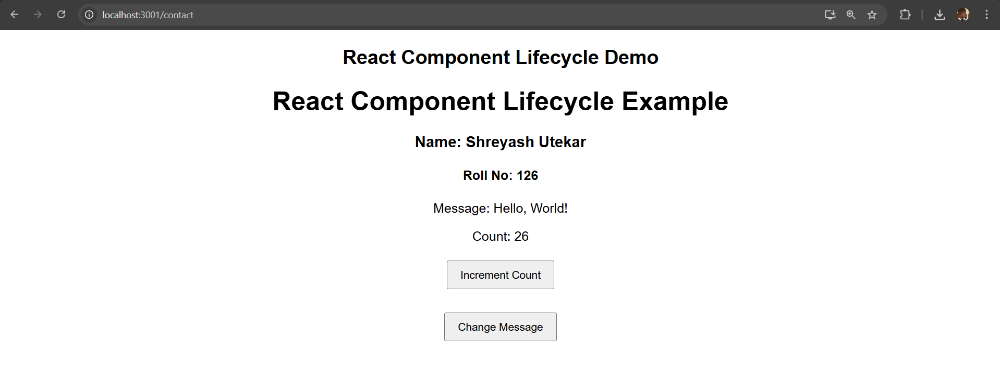 localhost:3001/contact
React Component Lifecycle Demo
React Component Lifecycle Example
Name: Shreyash Utekar
Roll No: 126
Message: Hello, World!
Count: 26
Increment Count
Change Message